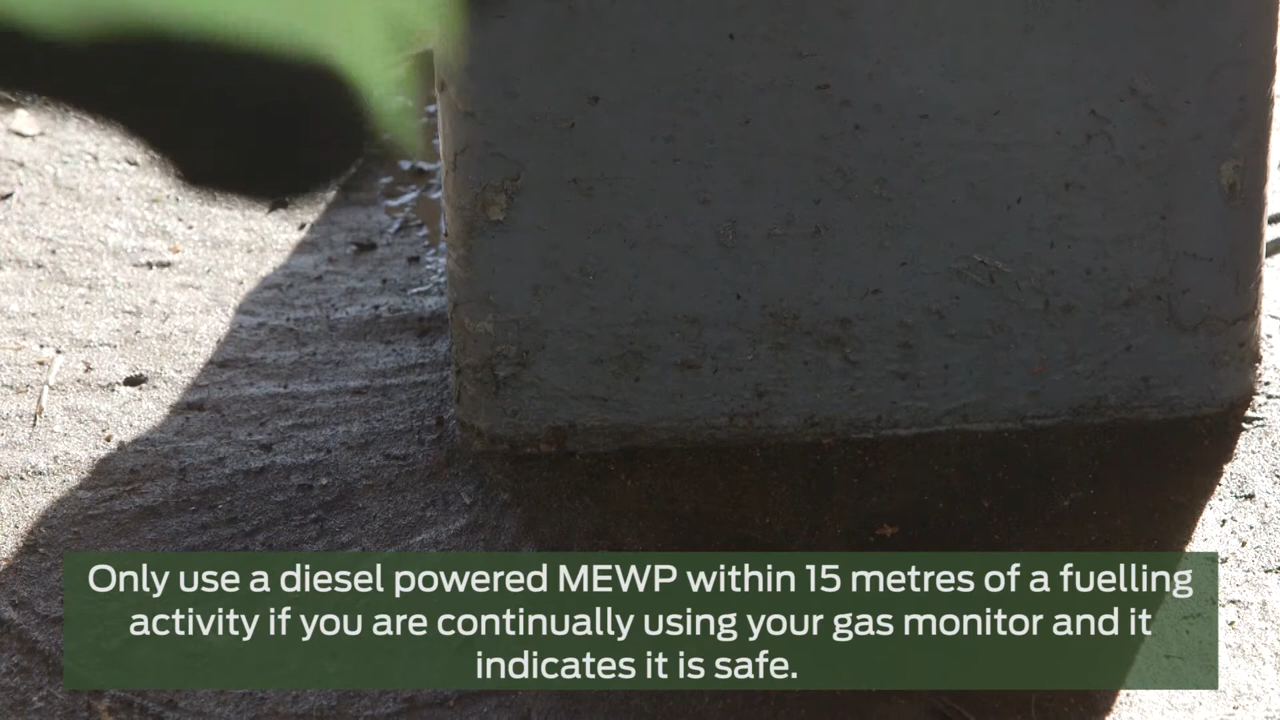 Only use a diesel powered MEWP within 15 metres of a fuelling
activity if you are continually using your gas monitor and it
indicates it is safe.